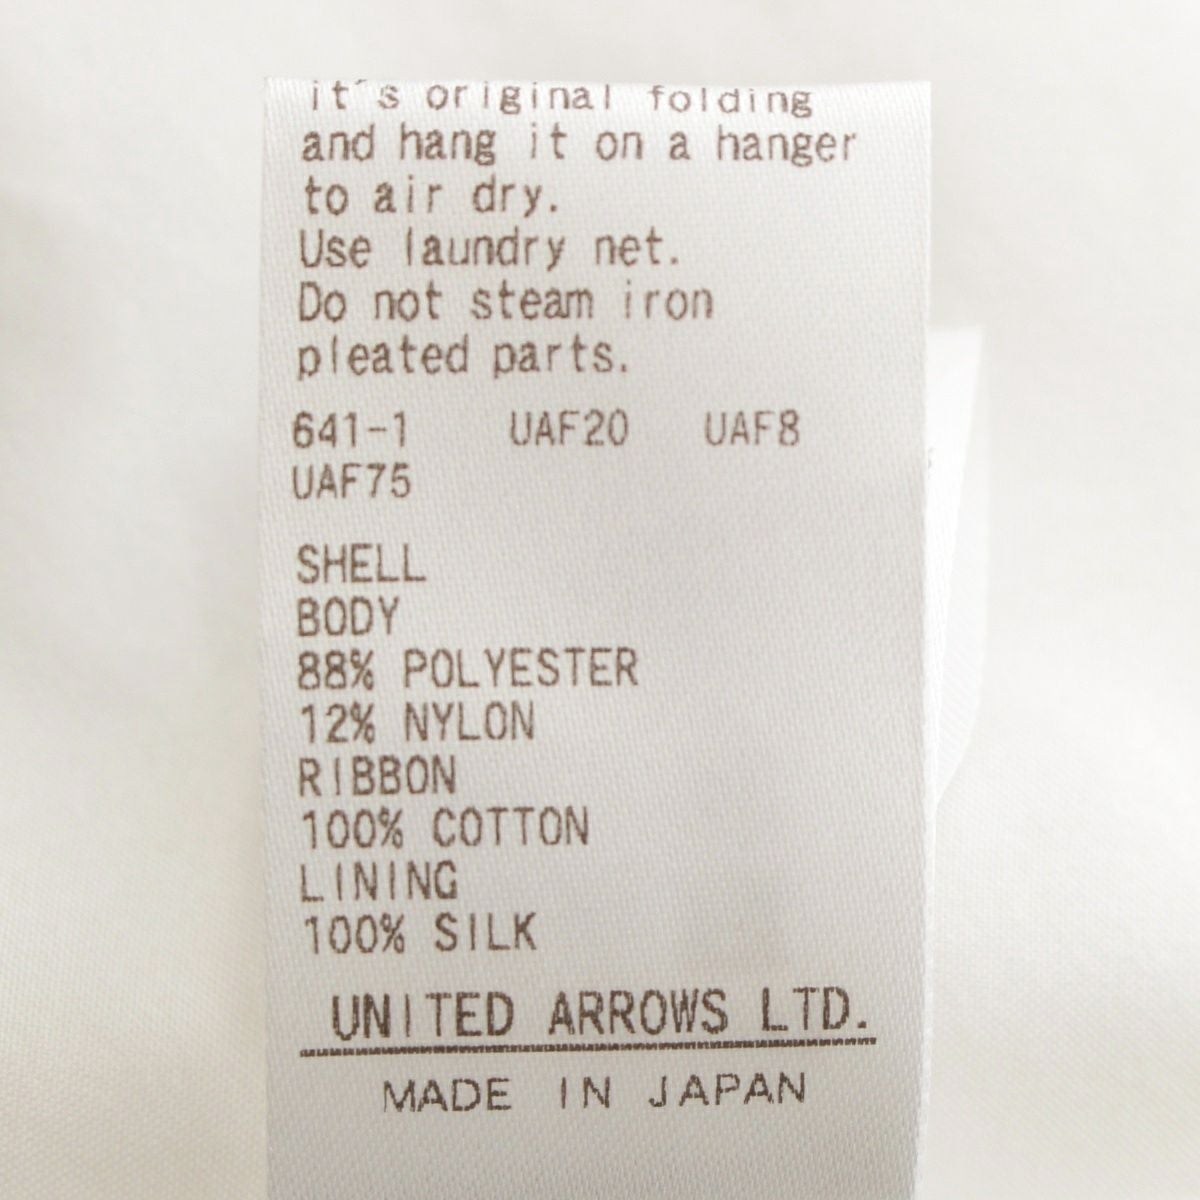 it's original folding
and hang it on a hanger
to air dry.
Use laundry net.
Do not steam iron
pleated parts.
641-1 UAF20 UAF8
UAF75
SHELL
BODY
88% POLYESTER
12% NYLON
RIBBON
100% COTTON
LINING
100% SILK
UNITED ARROWS LTD.
MADE IN JAPAN